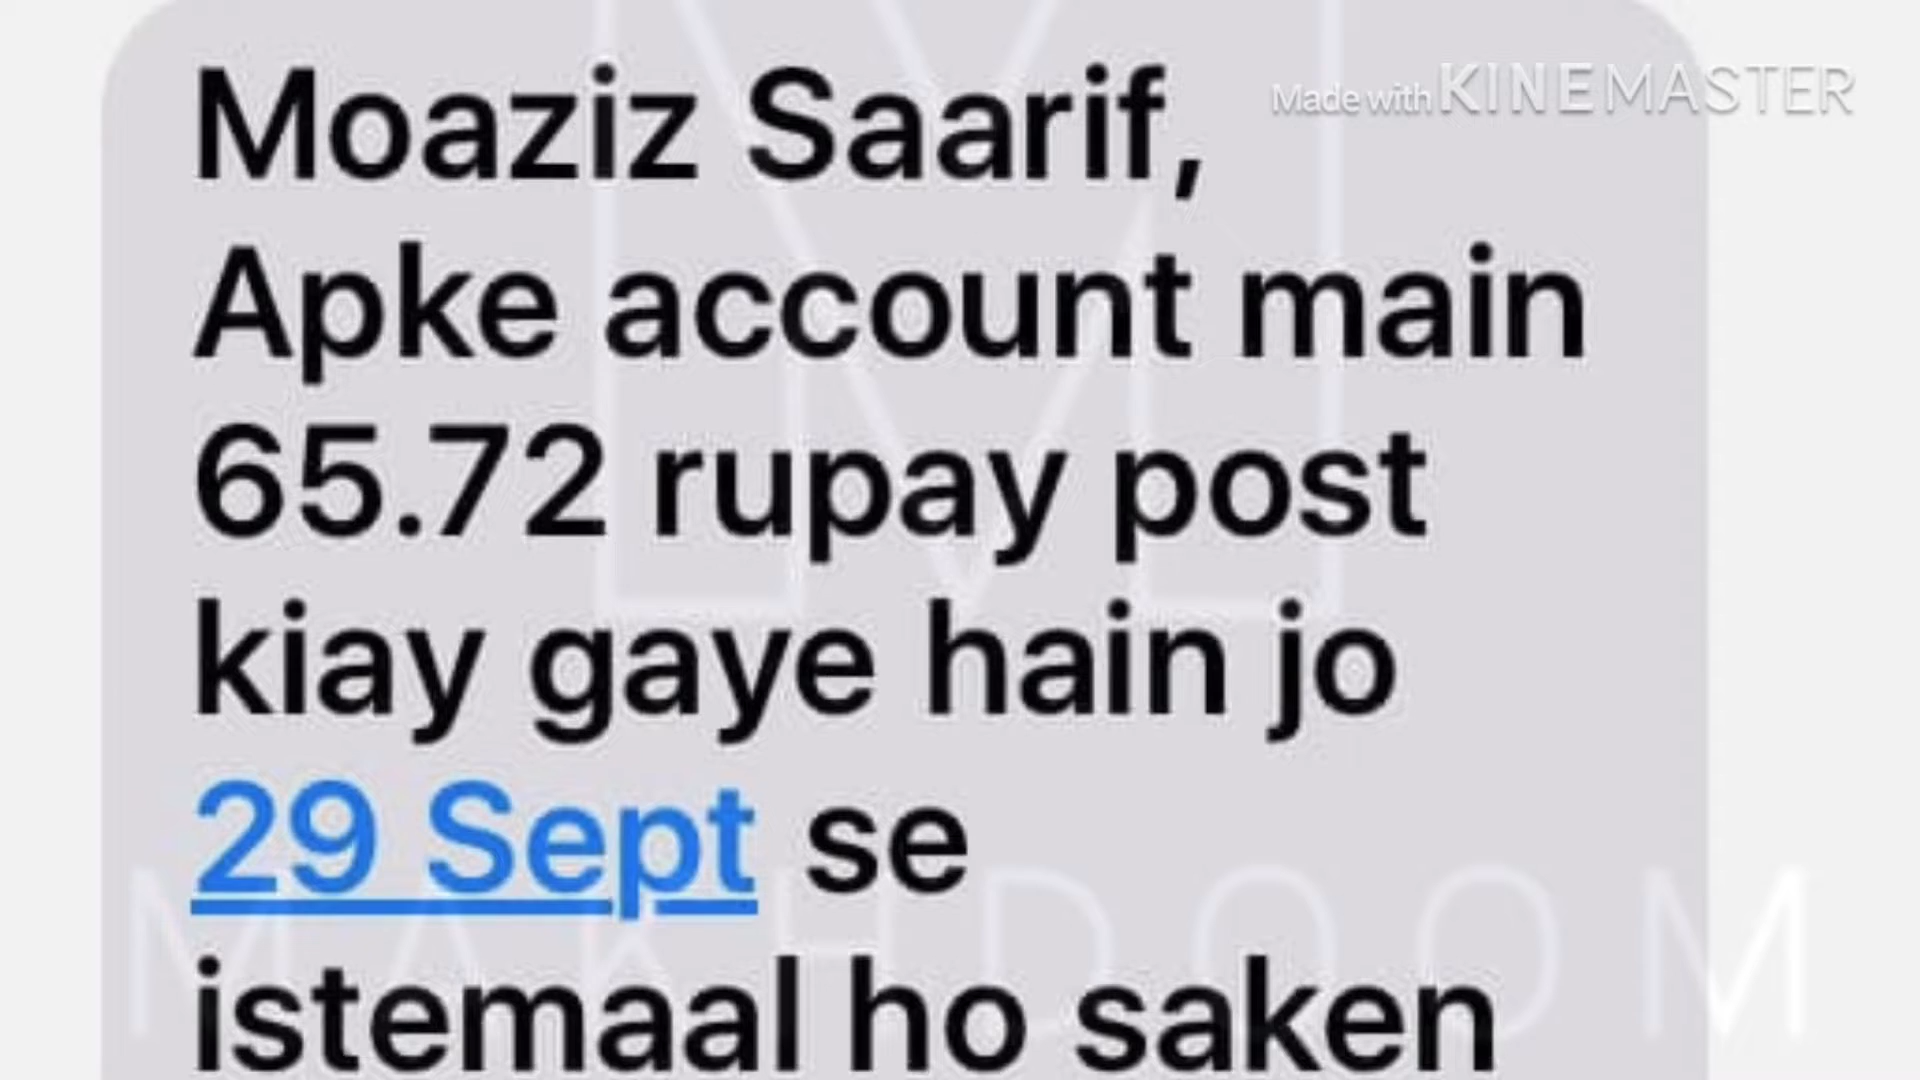 Made with KINEMASTER
Moaziz Saarif,
Apke account main
65.72 rupay post
kiay gaye hain jo
29 Sept se
istemaal ho saken
MAKHDOOM